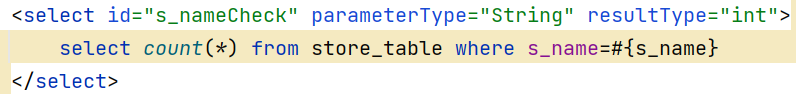 <select id="s_nameCheck" parameterType="String" resultType="int">
    select count(*) from store_table where s_name=#{s_name}
</select>